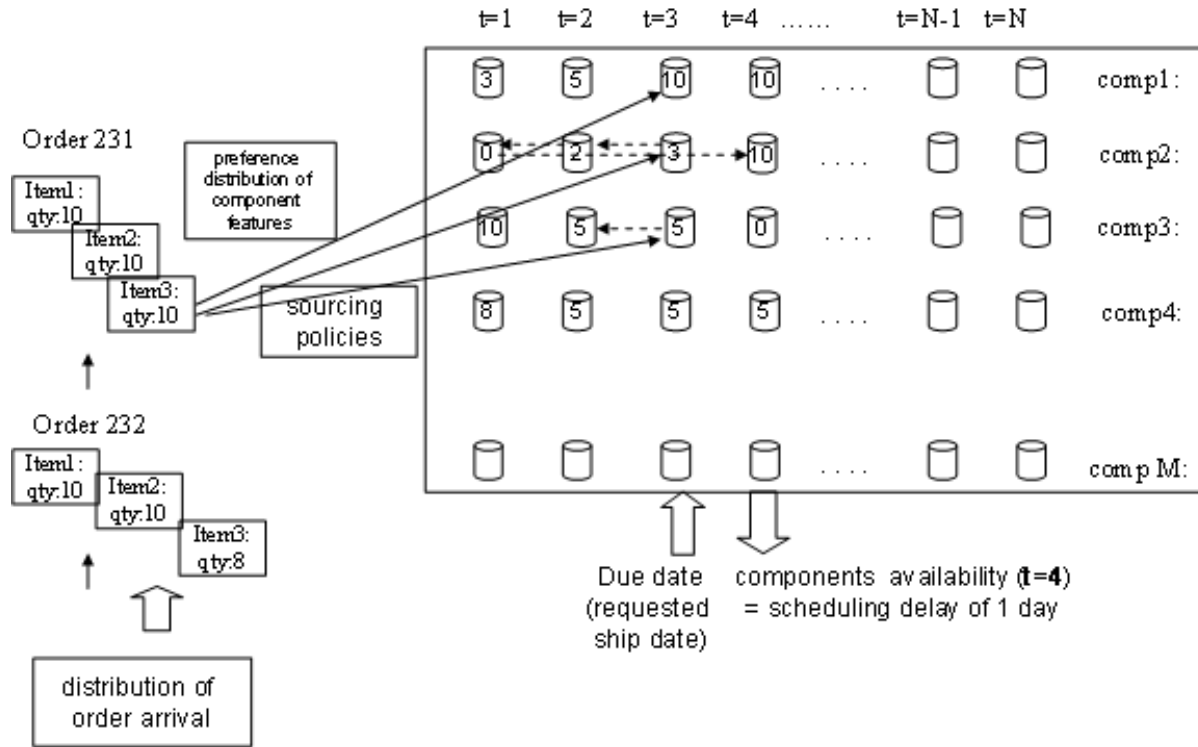 t=1 t=2 t=3 t=4 ...... t=N-1 t=N
3 5 10 10 .... comp1:
Order 231
preference
distribution of
component
features
0 2 3 10 .... comp2:
Item1:
qty:10
Item2:
qty:10
Item3:
qty:10
10 5 5 0 .... comp3:
sourcing
policies
8 5 5 5 .... comp4:
Order 232
Item1:
qty:10
Item2:
qty:10
Item3:
qty:8
.... comp M:
Due date
(requested
ship date)
components availability (t=4)
= scheduling delay of 1 day
distribution of
order arrival